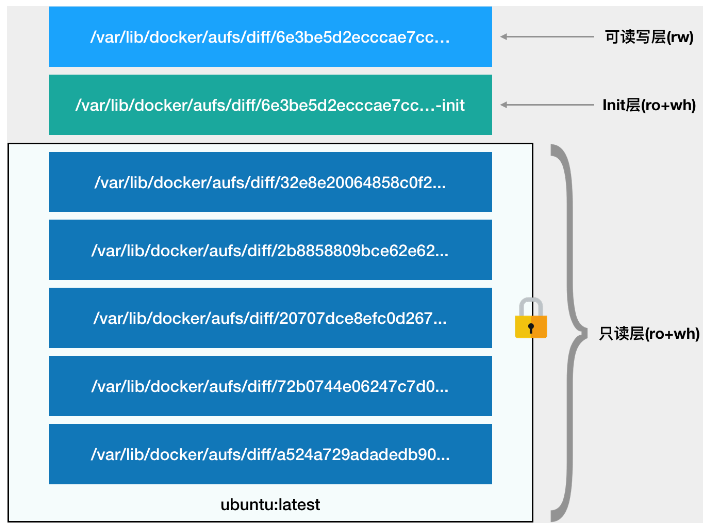 /var/lib/docker/aufs/diff/6e3be5d2ecccae7cc...
可读写层(rw)
/var/lib/docker/aufs/diff/6e3be5d2ecccae7cc...-init
Init层(ro+wh)
/var/lib/docker/aufs/diff/32e8e20064858c0f2...
/var/lib/docker/aufs/diff/2b8858809bce62e62...
/var/lib/docker/aufs/diff/20707dce8efc0d267...
只读层(ro+wh)
/var/lib/docker/aufs/diff/72b0744e06247c7d0...
/var/lib/docker/aufs/diff/a524a729adadedb90...
ubuntu:latest